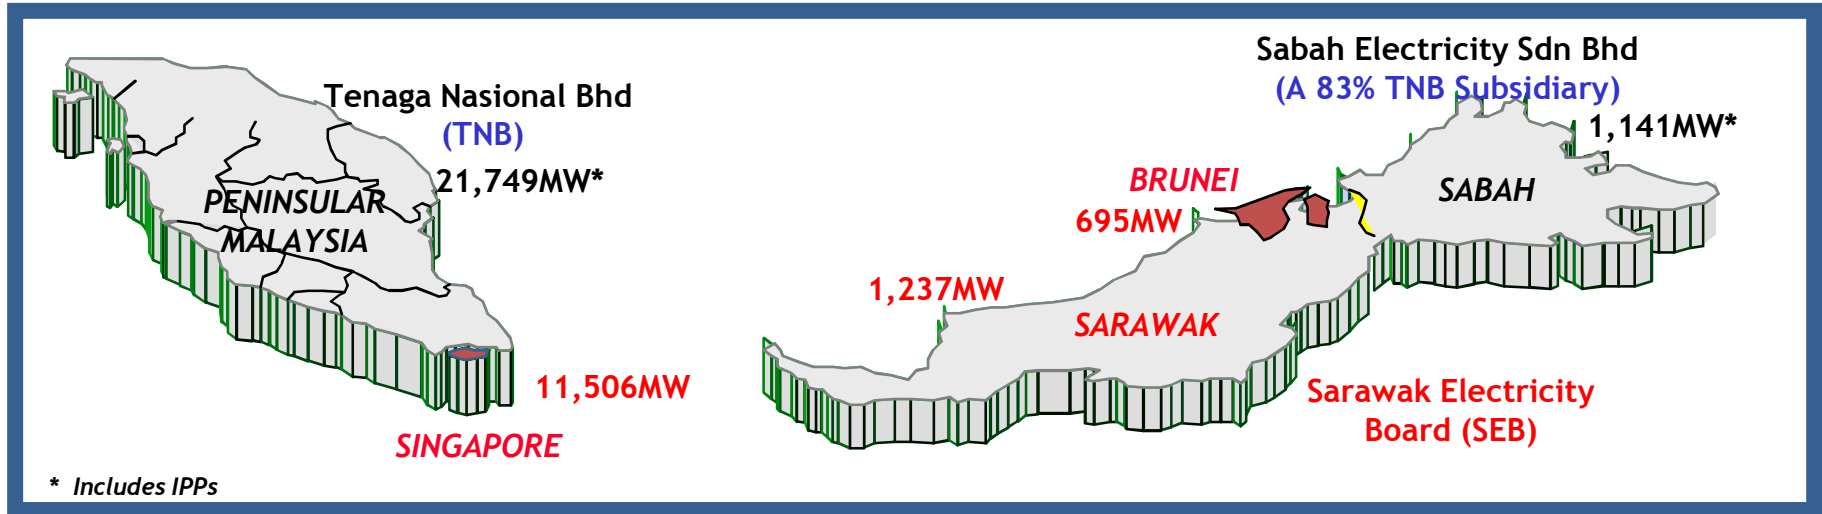 Tenaga Nasional Bhd
(TNB)
21,749MW*
PENINSULAR
MALAYSIA
11,506MW
SINGAPORE
* Includes IPPs
Sabah Electricity Sdn Bhd
(A 83% TNB Subsidiary)
1,141MW*
BRUNEI
695MW
SABAH
1,237MW
SARAWAK
Sarawak Electricity
Board (SEB)